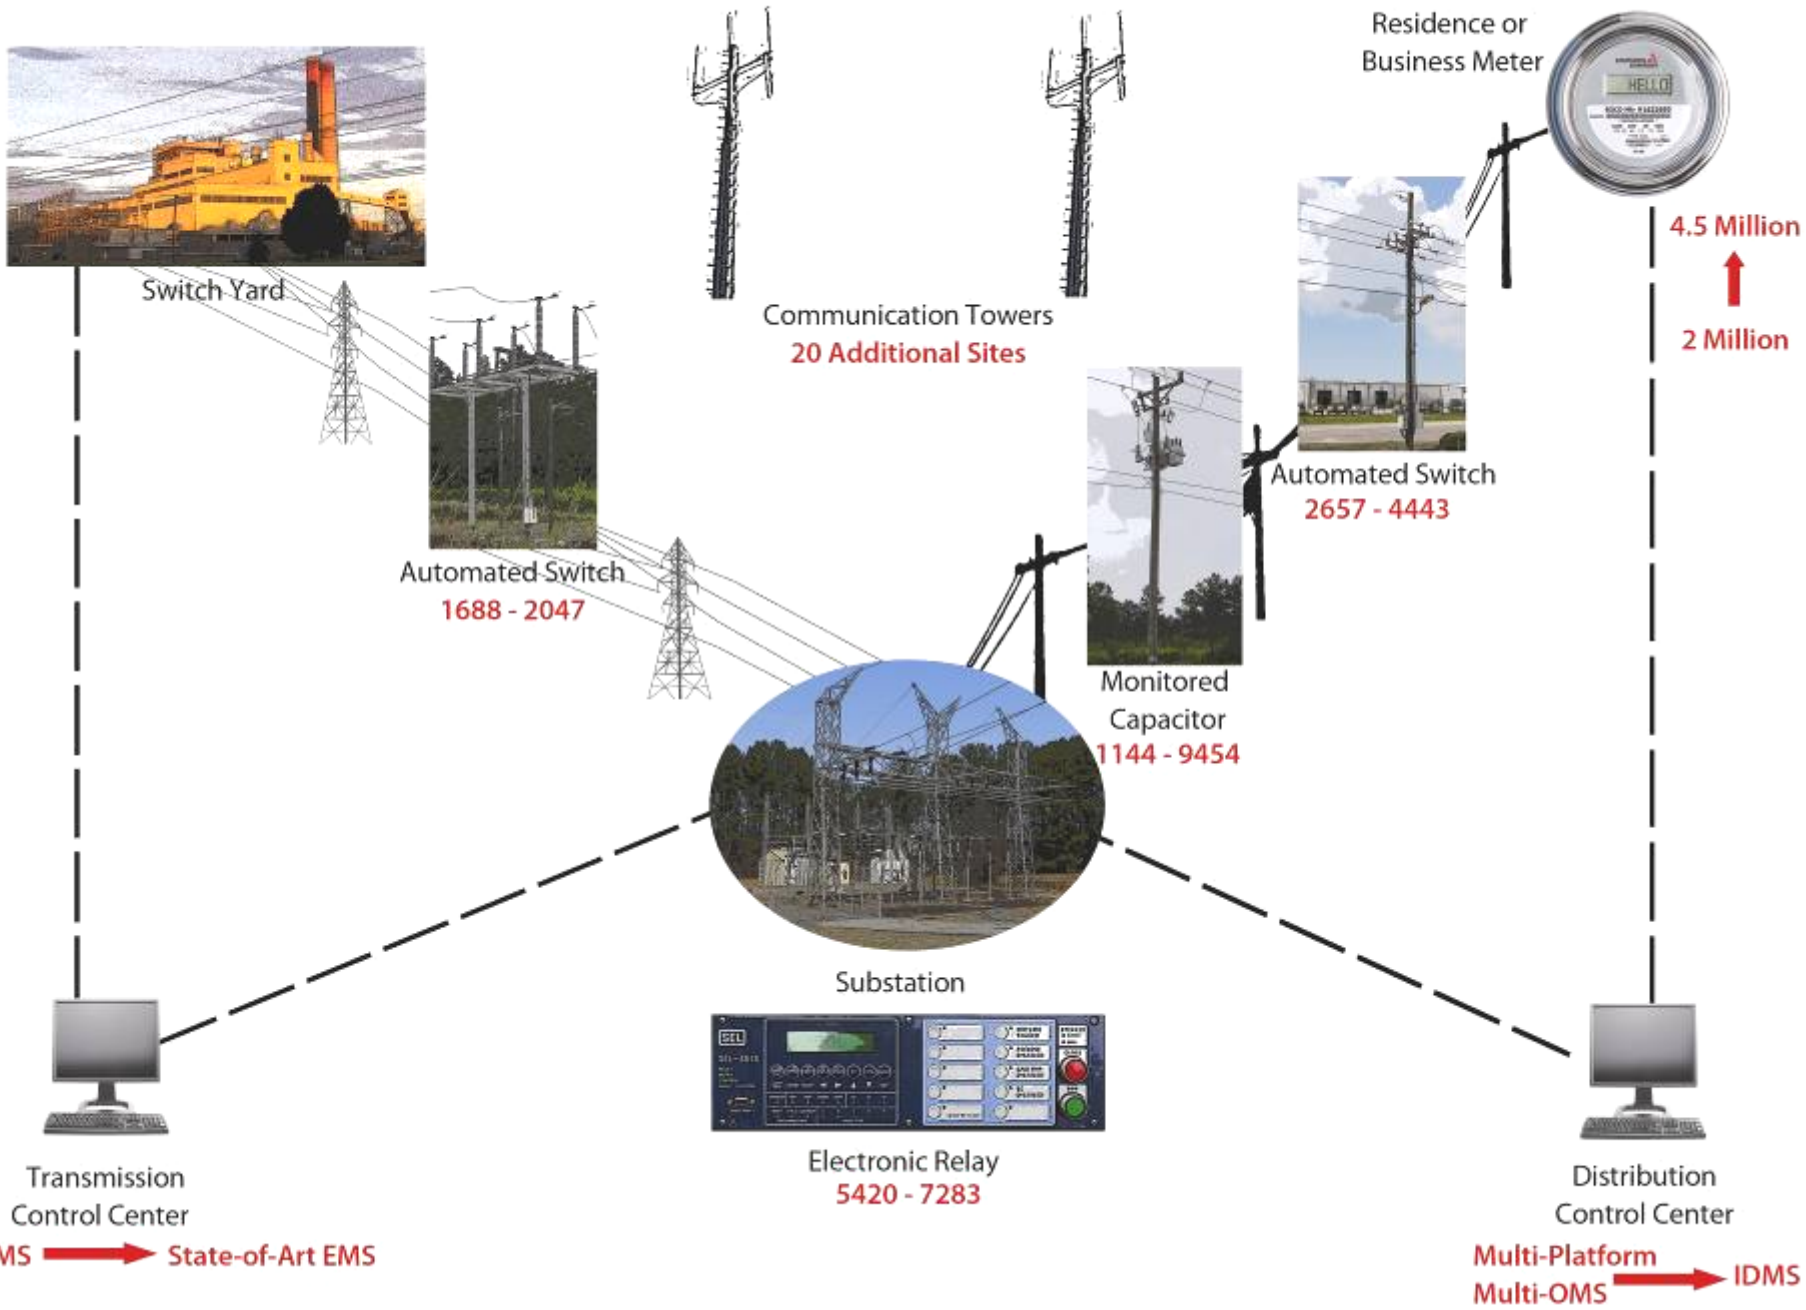 Residence or
Business Meter
HELLO
4.5 Million
2 Million
Switch Yard
Communication Towers
20 Additional Sites
Automated Switch
2657 - 4443
Automated Switch
1688 - 2047
Monitored
Capacitor
1144 - 9454
Substation
SEL
Electronic Relay
5420 - 7283
Transmission
Control Center
MS
State-of-Art EMS
Distribution
Control Center
Multi-Platform
Multi-OMS
IDMS